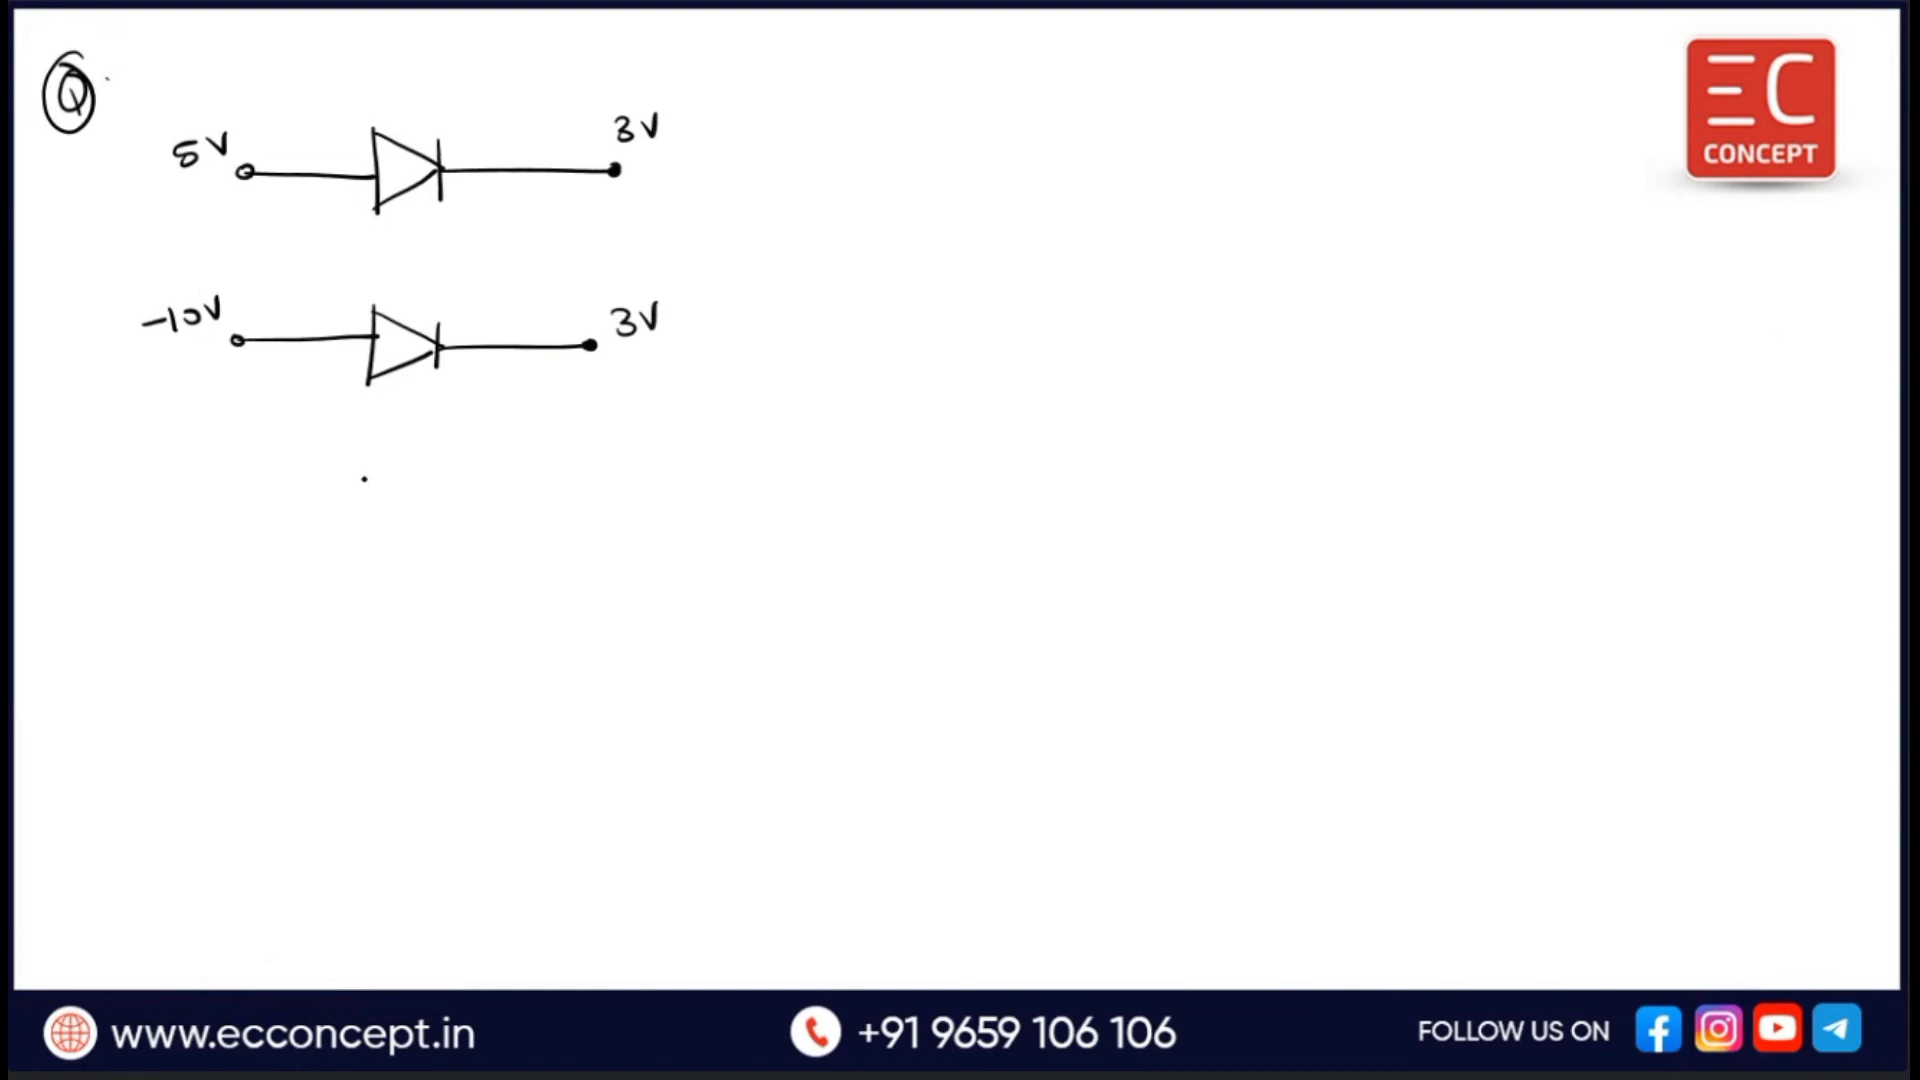 Q
5V
3V
-10V
3V
EC
CONCEPT
www.ecconcept.in
+91 9659 106 106
FOLLOW US ON